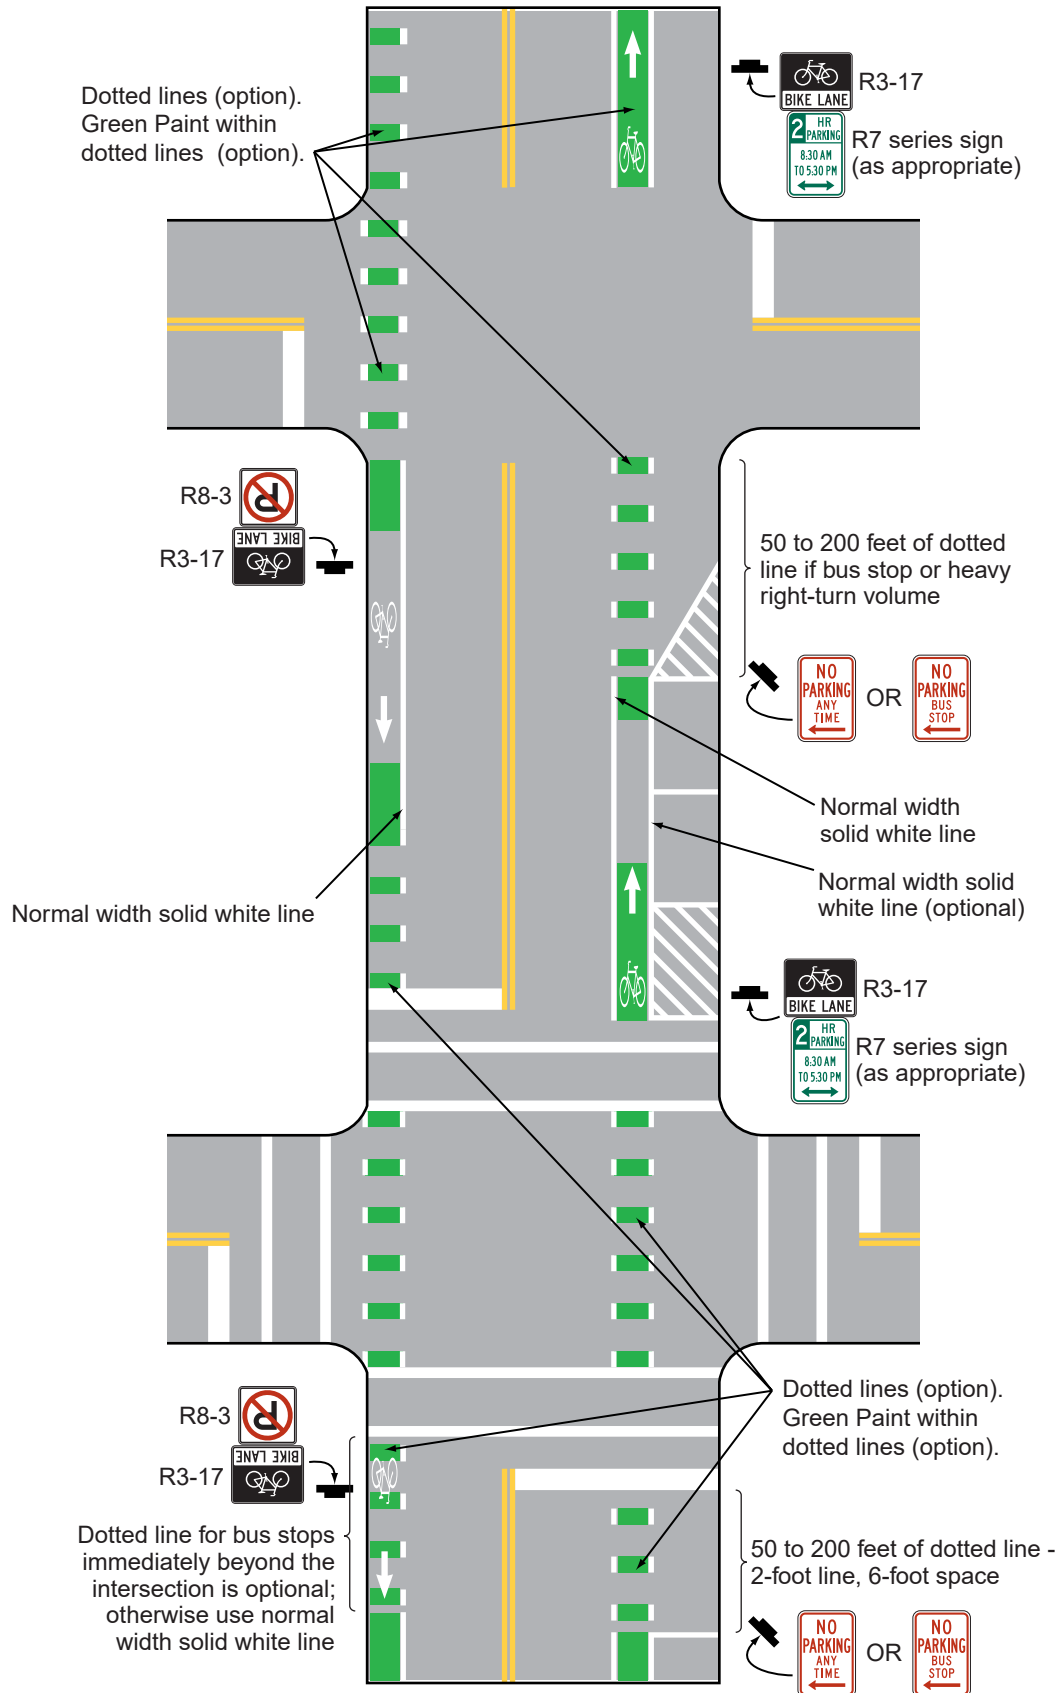 Dotted lines (option).
Green Paint within
dotted lines (option).
BIKE LANE
R3-17
2 HR
PARKING
8:30 AM
TO 5:30 PM
R7 series sign
(as appropriate)
R8-3
P
R3-17
BIKE LANE
50 to 200 feet of dotted
line if bus stop or heavy
right-turn volume
NO
PARKING
ANY
TIME
OR
NO
PARKING
BUS
STOP
Normal width
solid white line
Normal width solid
white line (optional)
Normal width solid white line
BIKE LANE
R3-17
2 HR
PARKING
8:30 AM
TO 5:30 PM
R7 series sign
(as appropriate)
Dotted lines (option).
Green Paint within
dotted lines (option).
R8-3
P
R3-17
BIKE LANE
Dotted line for bus stops
immediately beyond the
intersection is optional;
otherwise use normal
width solid white line
50 to 200 feet of dotted line -
2-foot line, 6-foot space
NO
PARKING
ANY
TIME
OR
NO
PARKING
BUS
STOP